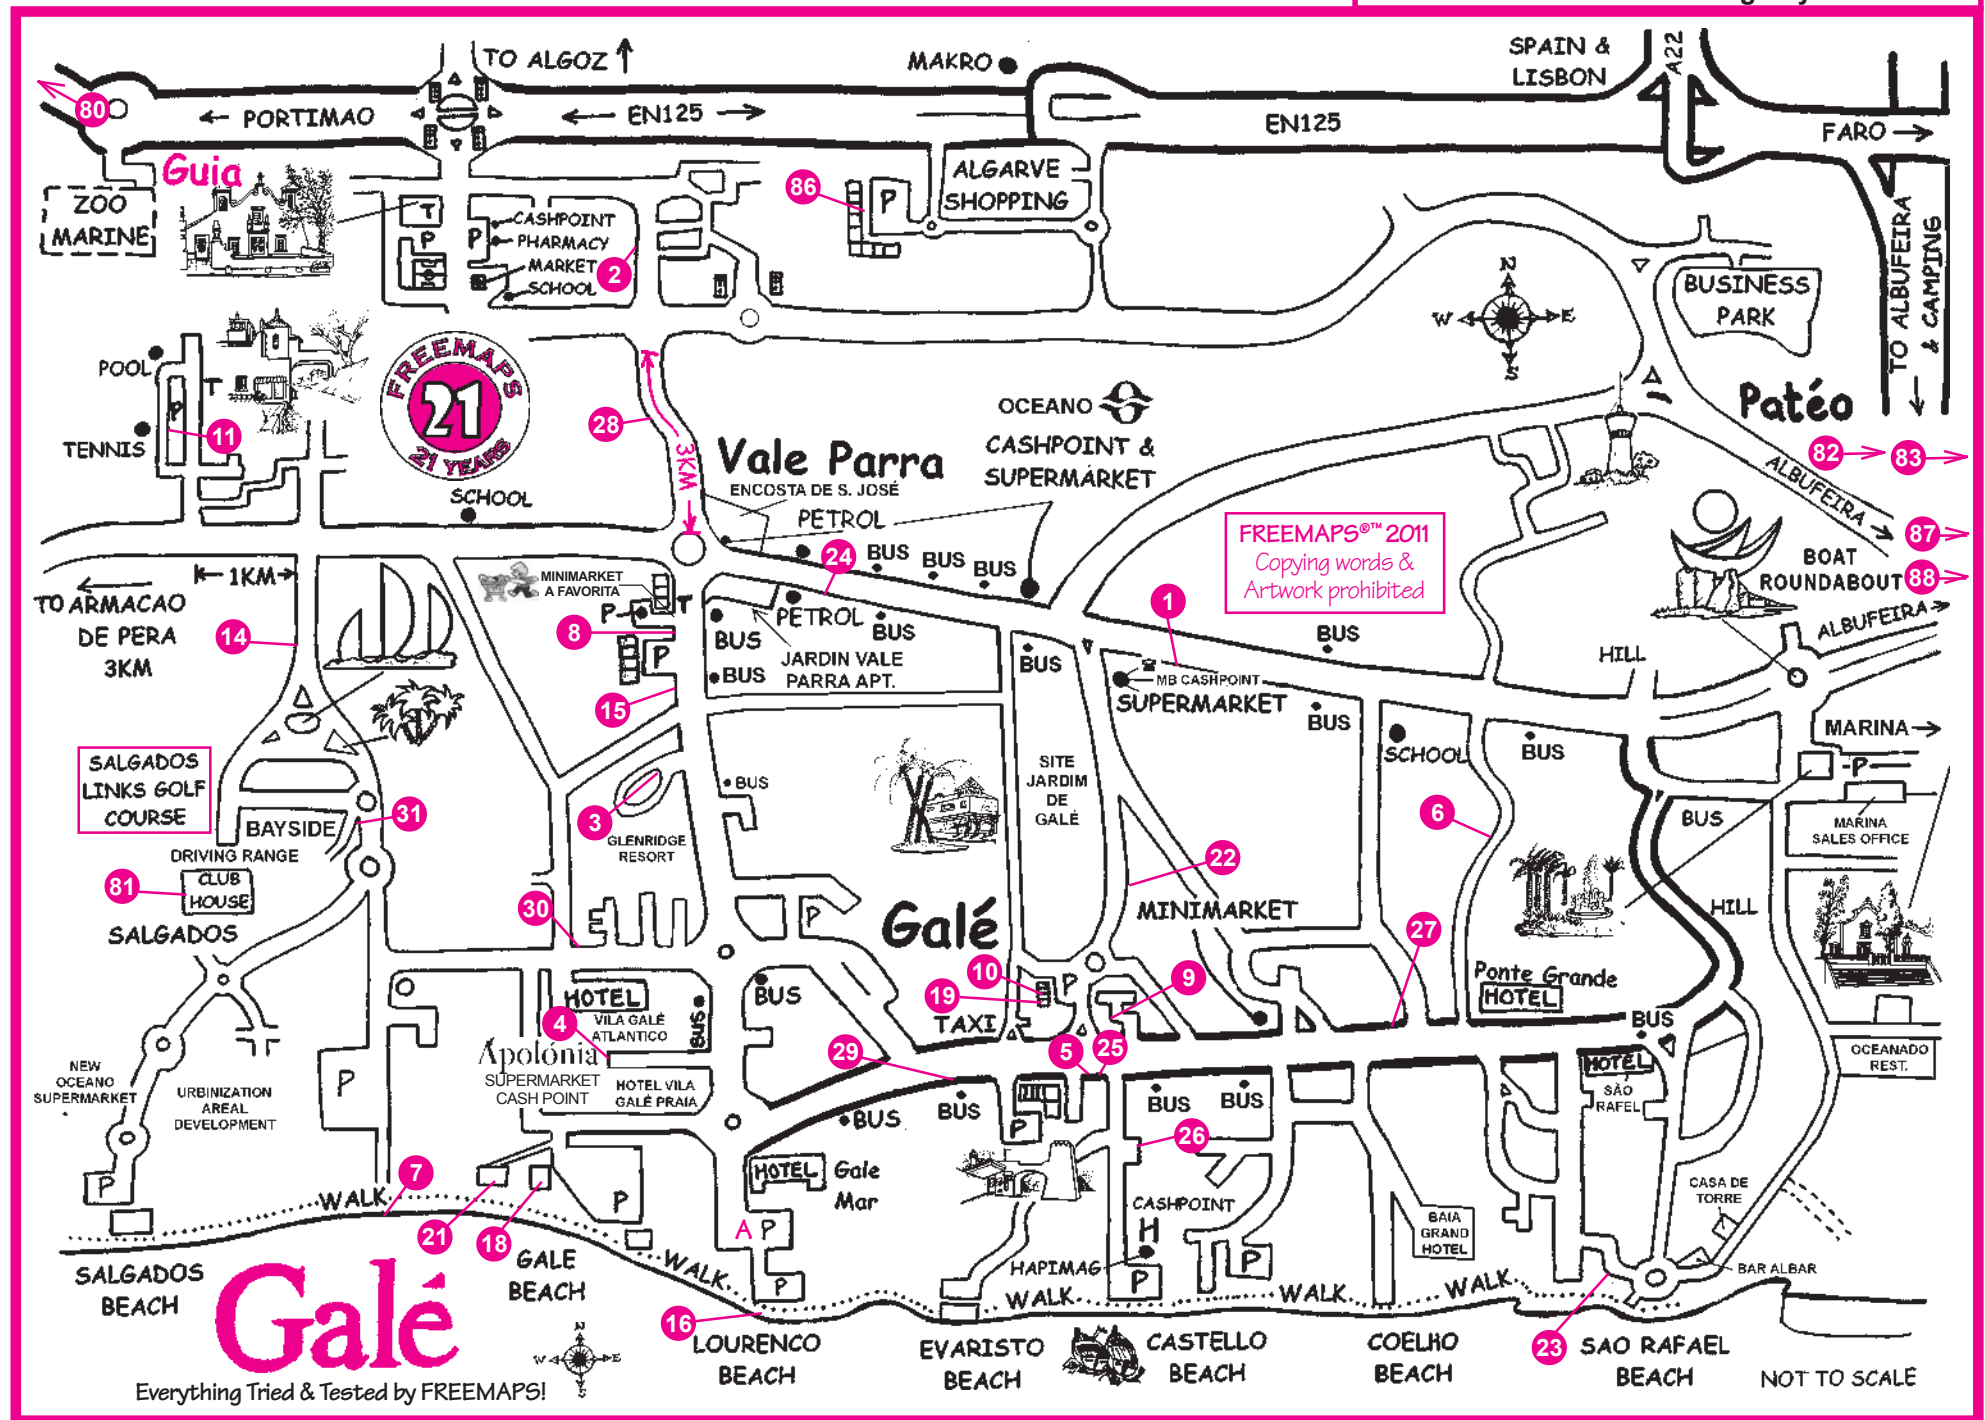 TO ALGOZ
MAKRO
SPAIN &
LISBON
A22
80
← PORTIMAO
← EN125 →
EN125
FARO →
Guia
ZOO
MARINE
T
P
P
CASHPOINT
PHARMACY
MARKET
SCHOOL
2
86
P
ALGARVE
SHOPPING
TO ALBUFEIRA
& CAMPING
BUSINESS
PARK
N
W
E
S
POOL
T
P
TENNIS
11
FREEMAPS
21
21 YEARS
28
3KM
Vale Parra
ENCOSTA DE S. JOSÉ
PETROL
OCEANO
CASHPOINT &
SUPERMARKET
Patéo
82
83
ALBUFEIRA
87
88
BOAT
ROUNDABOUT
ALBUFEIRA
SCHOOL
FREEMAPS®™ 2011
Copying words &
Artwork prohibited
1KM
TO ARMACAO
DE PERA
3KM
14
MINIMARKET
A FAVORITA
P
T
8
P
15
BUS
BUS
24
BUS
BUS
BUS
PETROL
BUS
JARDIN VALE
PARRA APT.
BUS
1
MB CASHPOINT
SUPERMARKET
BUS
BUS
HILL
SCHOOL
BUS
MARINA →
P
MARINA
SALES OFFICE
SALGADOS
LINKS GOLF
COURSE
BAYSIDE
31
DRIVING RANGE
81
CLUB
HOUSE
SALGADOS
3
GLENRIDGE
RESORT
BUS
SITE
JARDIM
DE
GALÉ
6
BUS
22
30
P
Galé
MINIMARKET
27
HILL
10
19
TAXI
P
9
Ponte Grande
HOTEL
BUS
HOTEL
VILA GALÉ
ATLANTICO
BUS
BUS
4
Apolónia
SUPERMARKET
CASH POINT
HOTEL VILA
GALÉ PRAIA
29
5
25
HOTEL
SÃO
RAFEL
OCEANADO
REST.
NEW
OCEANO
SUPERMARKET
URBINIZATION
AREAL
DEVELOPMENT
P
BUS
BUS
P
BUS
BUS
26
P
7
WALK
21
18
P
HOTEL
Gale
Mar
A
P
P
CASHPOINT
H
HAPIMAG
P
P
BAIA
GRAND
HOTEL
CASA DE
TORRE
BAR ALBAR
SALGADOS
BEACH
GALE
BEACH
WALK
16
LOURENCO
BEACH
EVARISTO
BEACH
WALK
CASTELLO
BEACH
WALK
COELHO
BEACH
WALK
23
SAO RAFAEL
BEACH
NOT TO SCALE
Galé
Everything Tried & Tested by FREEMAPS!
N
W
E
S